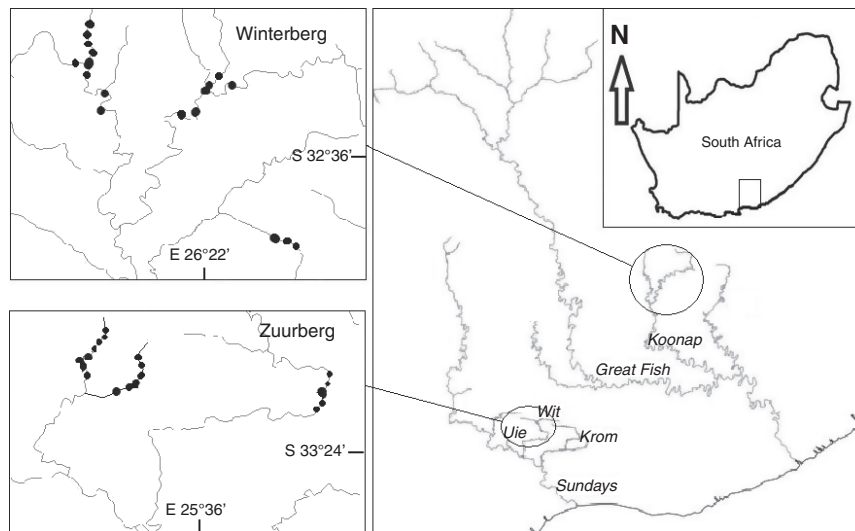 Winterberg
S 32°36'
E 26°22'
Zuurberg
S 33°24'
E 25°36'
N
South Africa
Koonap
Great Fish
Wit
Uie
Krom
Sundays